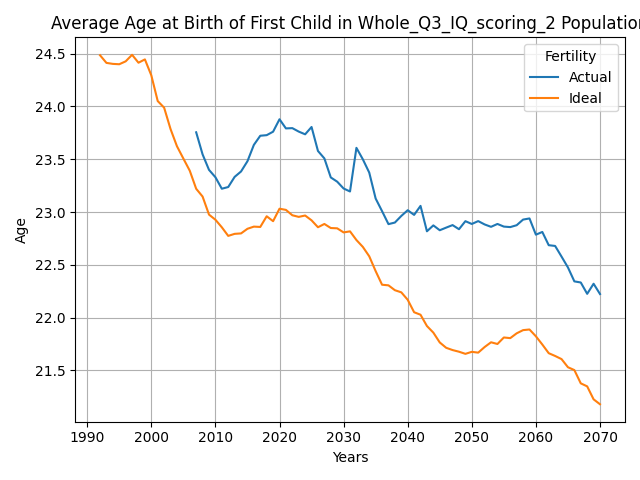 Average Age at Birth of First Child in Whole_Q3_IQ_scoring_2 Population
Fertility
Actual
Ideal
24.5
24.0
23.5
23.0
22.5
22.0
21.5
Age
1990 2000 2010 2020 2030 2040 2050 2060 2070
Years